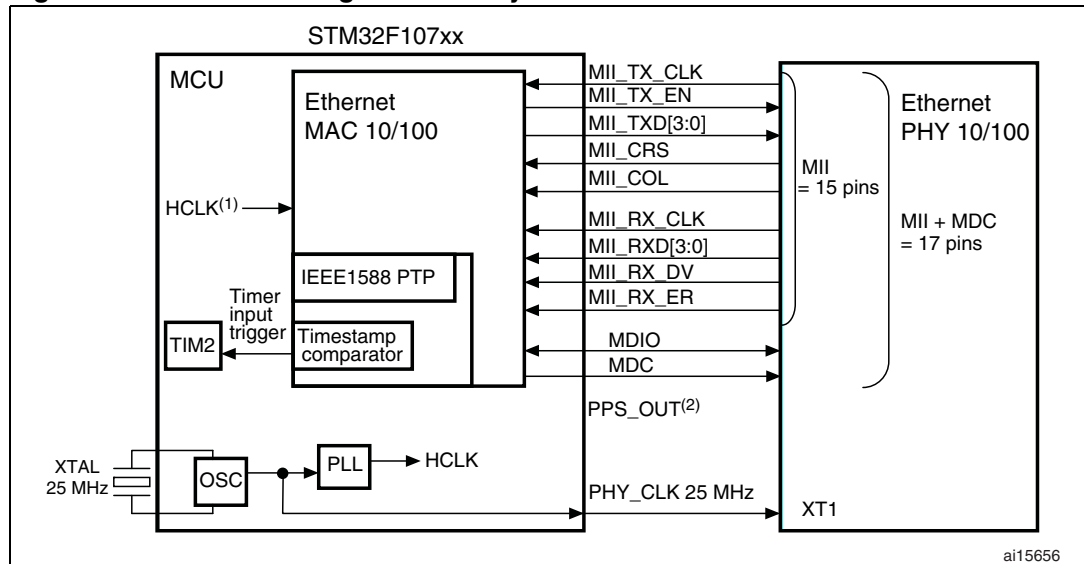 STM32F107xx
MCU
Ethernet
MAC 10/100
HCLK(1)
IEEE1588 PTP
Timer
input
trigger
TIM2
Timestamp
comparator
XTAL
25 MHz
OSC
PLL
HCLK
MII_TX_CLK
MII_TX_EN
MII_TXD[3:0]
MII_CRS
MII_COL
MII_RX_CLK
MII_RXD[3:0]
MII_RX_DV
MII_RX_ER
MDIO
MDC
PPS_OUT(2)
PHY_CLK 25 MHz
XT1
MII
= 15 pins
Ethernet
PHY 10/100
MII + MDC
= 17 pins
ai15656